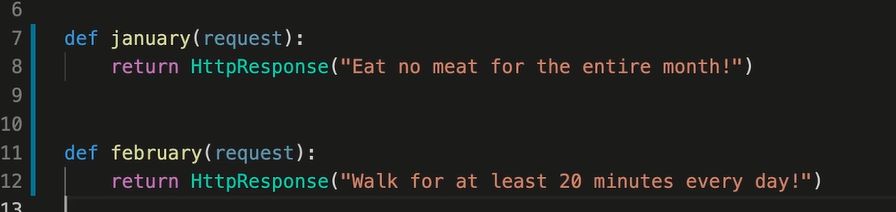 6
7 def january(request):
8 return HttpResponse("Eat no meat for the entire month!")
9
10
11 def february(request):
12 return HttpResponse("Walk for at least 20 minutes every day!")
13